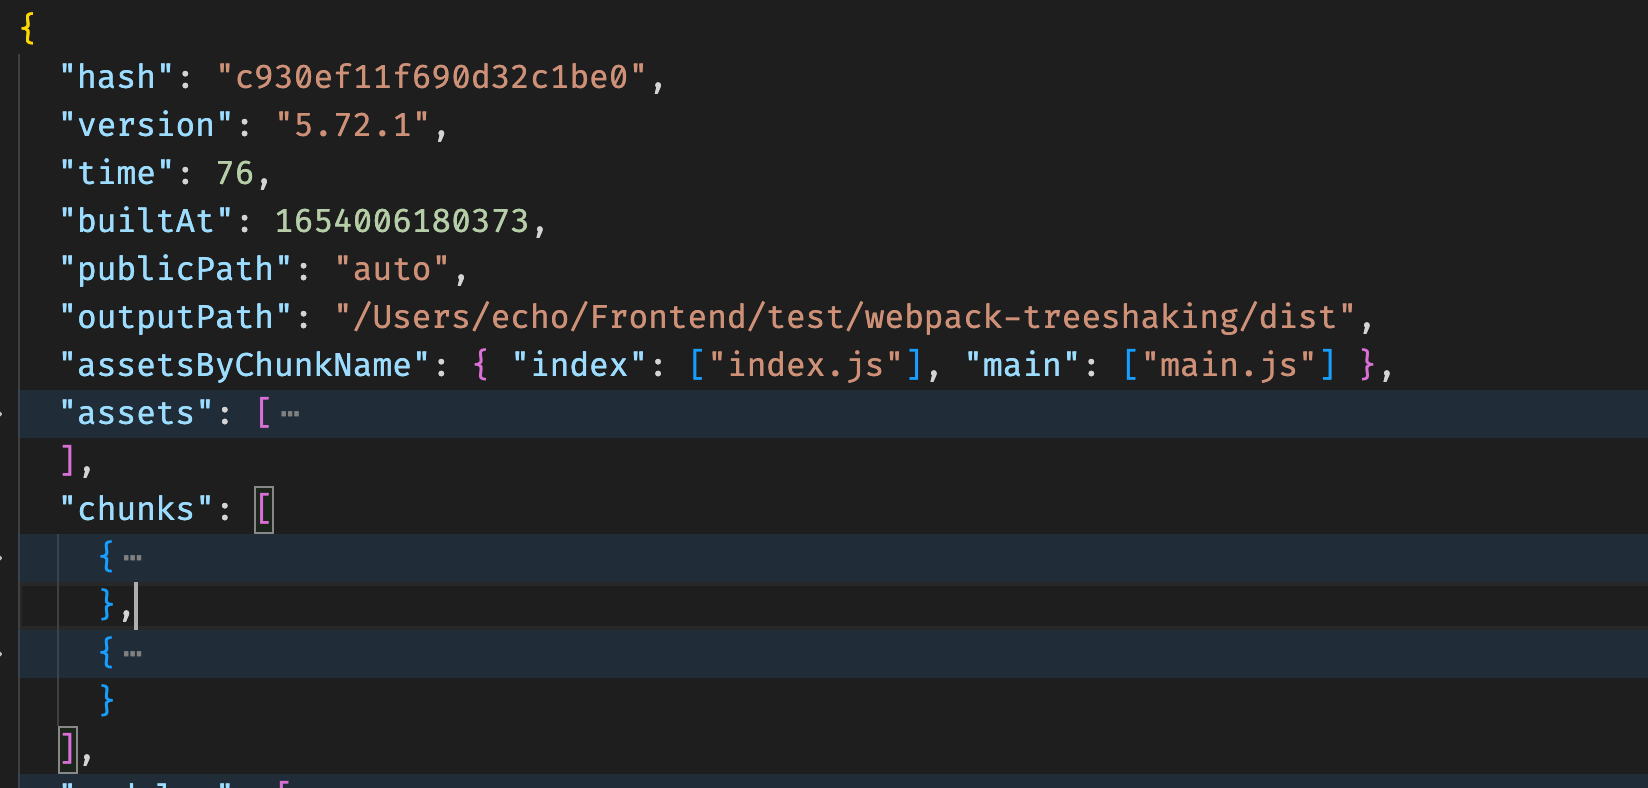 {
"hash": "c930ef11f690d32c1be0",
"version": "5.72.1",
"time": 76,
"builtAt": 1654006180373,
"publicPath": "auto",
"outputPath": "/Users/echo/Frontend/test/webpack-treeshaking/dist",
"assetsByChunkName": { "index": ["index.js"], "main": ["main.js"] },
"assets": [ ⋯
],
"chunks": [
{ ⋯
},
{ ⋯
}
],